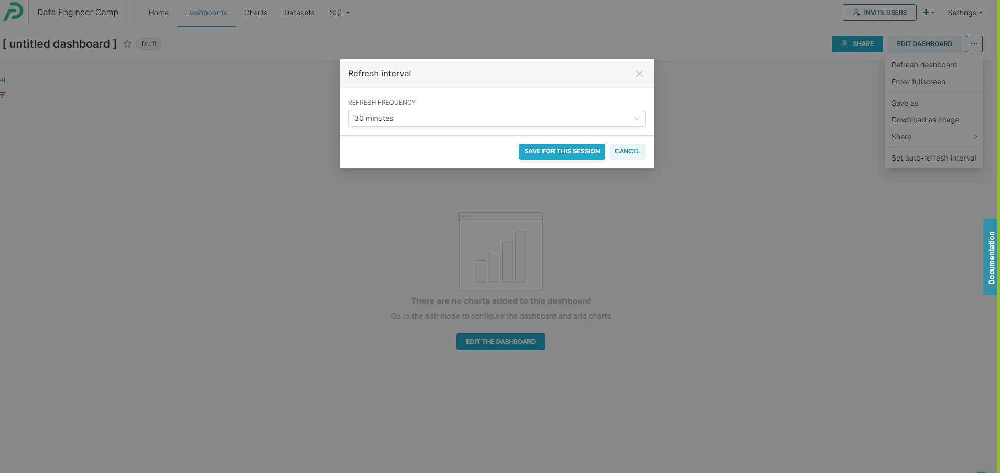 Data Engineer Camp
Home
Dashboards
Charts
Datasets
SQL
INVITE USERS
Settings
[ untitled dashboard ]
Draft
SHARE
EDIT DASHBOARD
Refresh dashboard
Enter fullscreen
Save as
Download as image
Share
Set auto-refresh interval
Refresh interval
REFRESH FREQUENCY
30 minutes
SAVE FOR THIS SESSION
CANCEL
There are no charts added to this dashboard
Go to the edit mode to configure the dashboard and add charts
EDIT THE DASHBOARD
Documentation